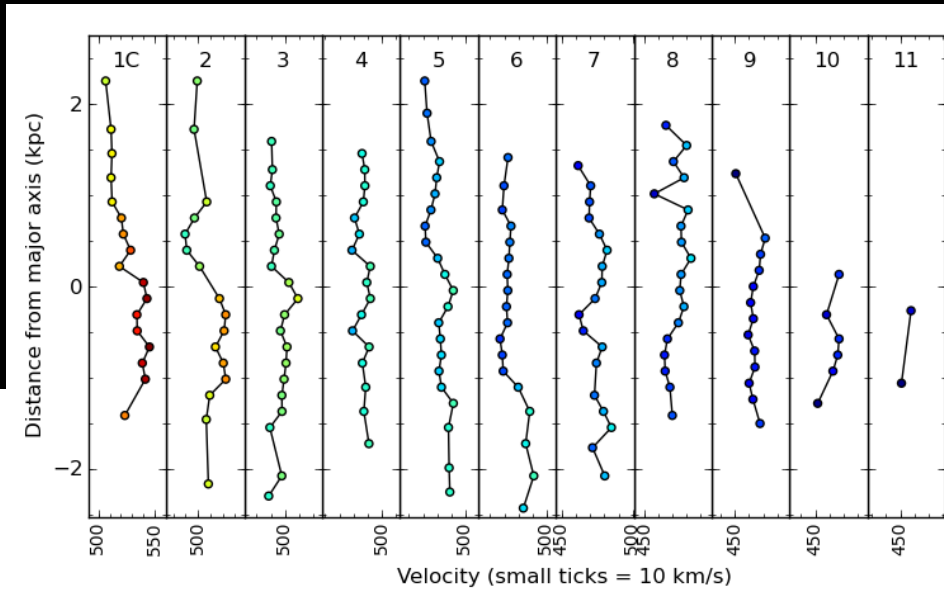 1C 2 3 4 5 6 7 8 9 10 11
2
0
−2
Distance from major axis (kpc)
500 550 500 500 500 500 500 450 500 450 450 450 450
Velocity (small ticks = 10 km/s)